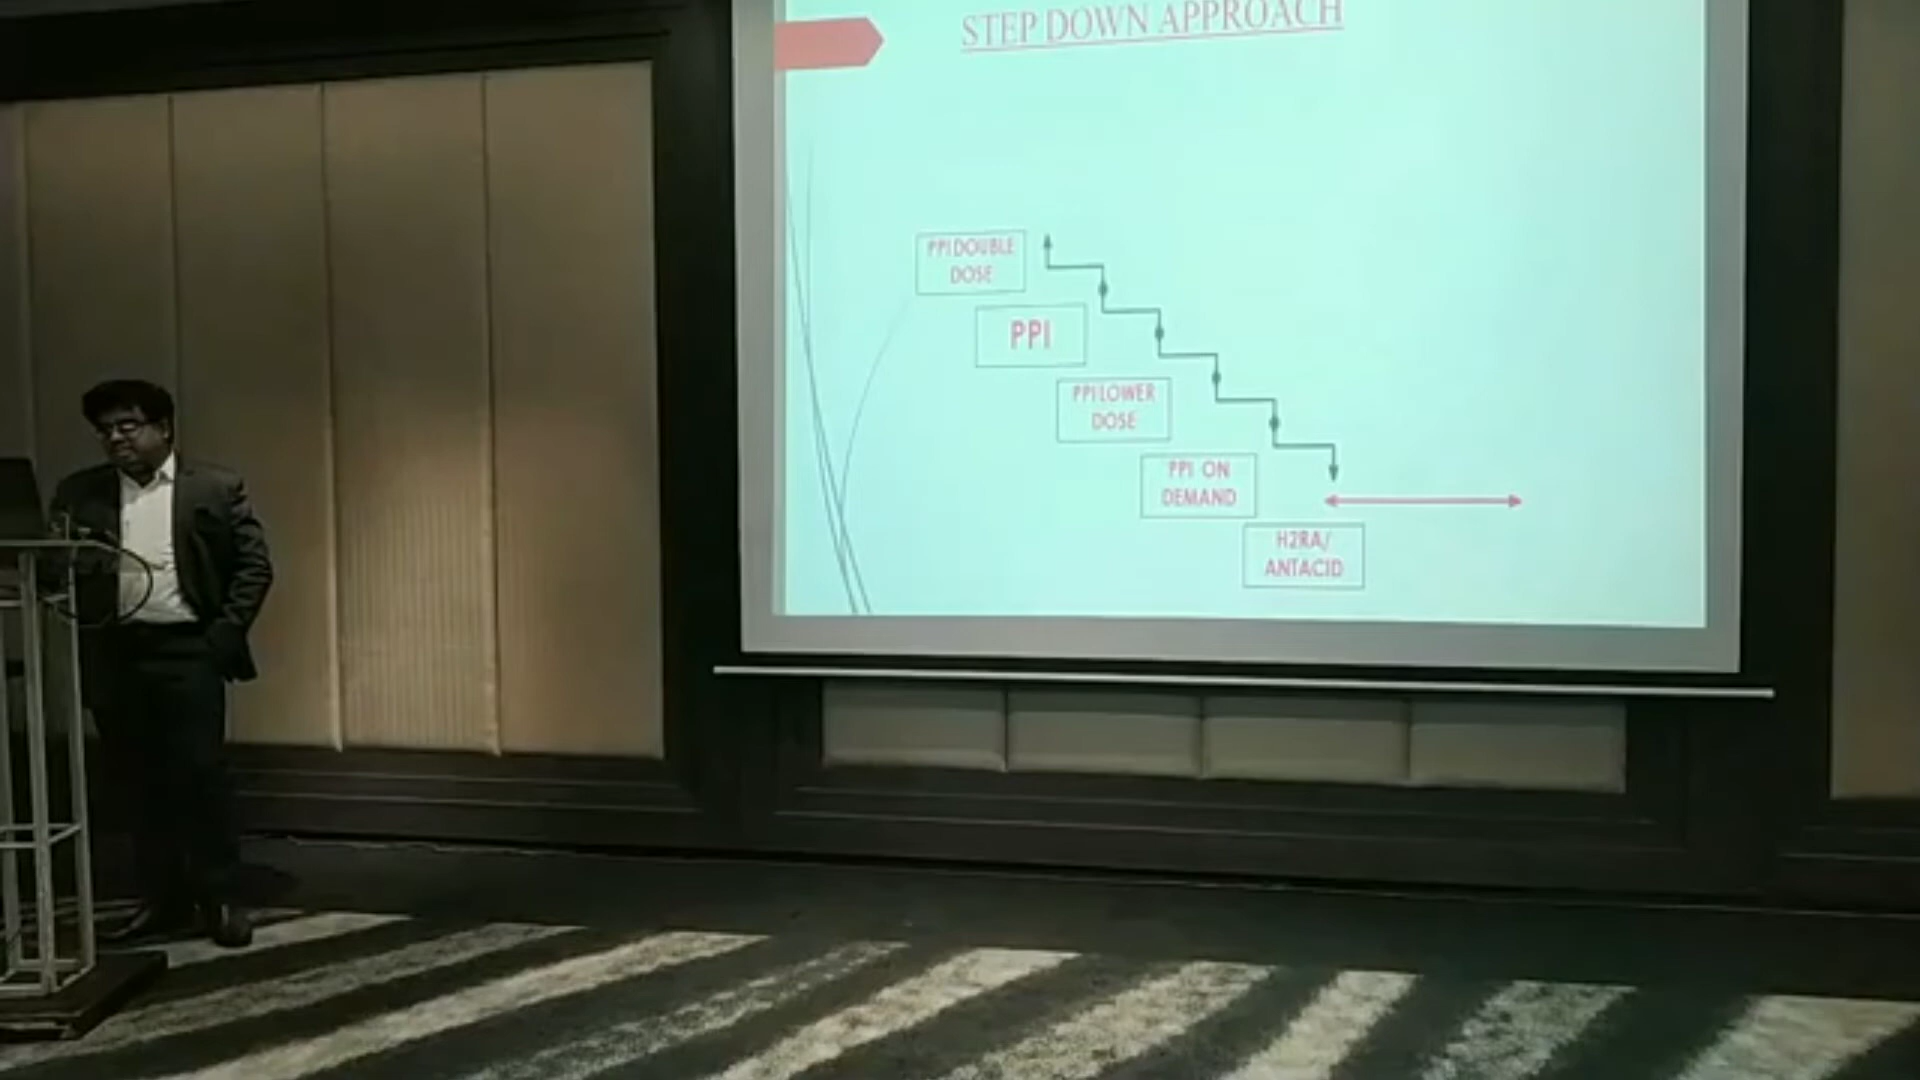 STEP DOWN APPROACH
PPI DOUBLE
DOSE
PPI
PPI LOWER
DOSE
PPI ON
DEMAND
H2RA/
ANTACID